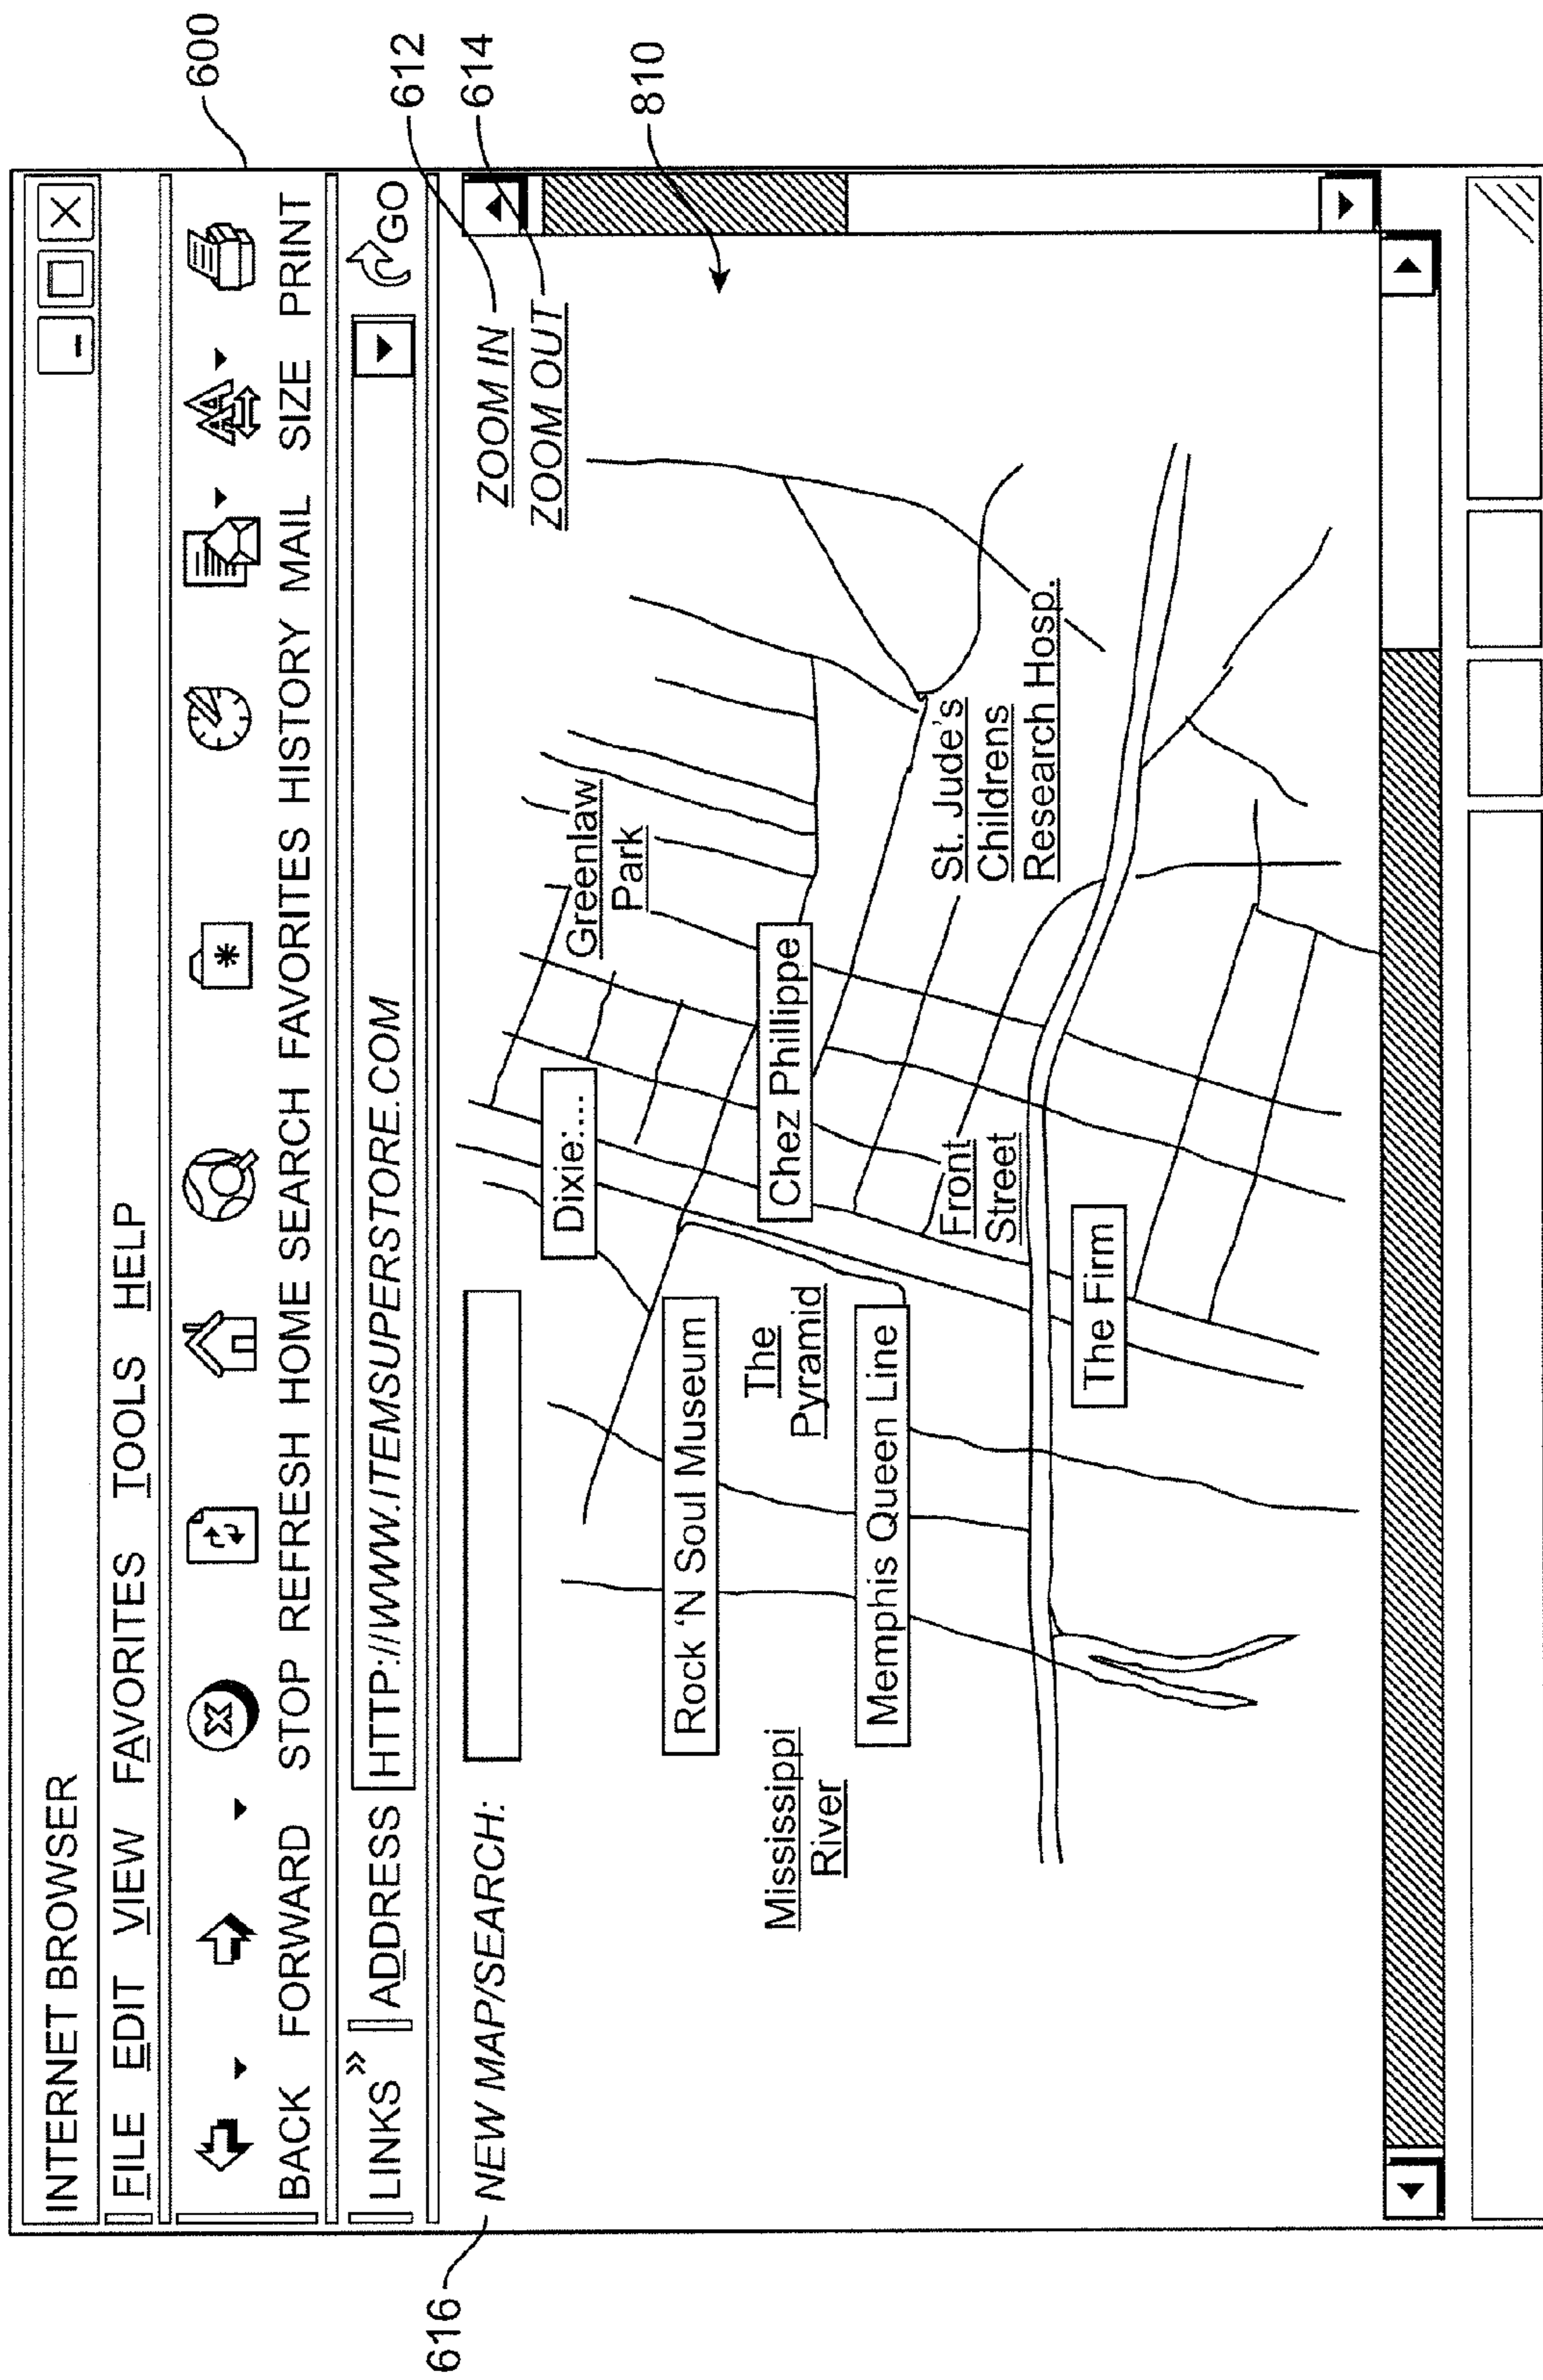 INTERNET BROWSER
FILE EDIT VIEW FAVORITES TOOLS HELP
BACK FORWARD STOP REFRESH HOME SEARCH FAVORITES HISTORY MAIL SIZE PRINT
600
LINKS » ADDRESS HTTP://WWW.ITEMSUPERSTORE.COM GO
616
NEW MAP/SEARCH:
ZOOM IN
612
ZOOM OUT
614
810
Dixie:...
Greenlaw
Park
Rock ‘N Soul Museum
Chez Phillippe
The
Pyramid
Mississippi
River
Memphis Queen Line
Front
Street
St. Jude's
Childrens
Research Hosp.
The Firm